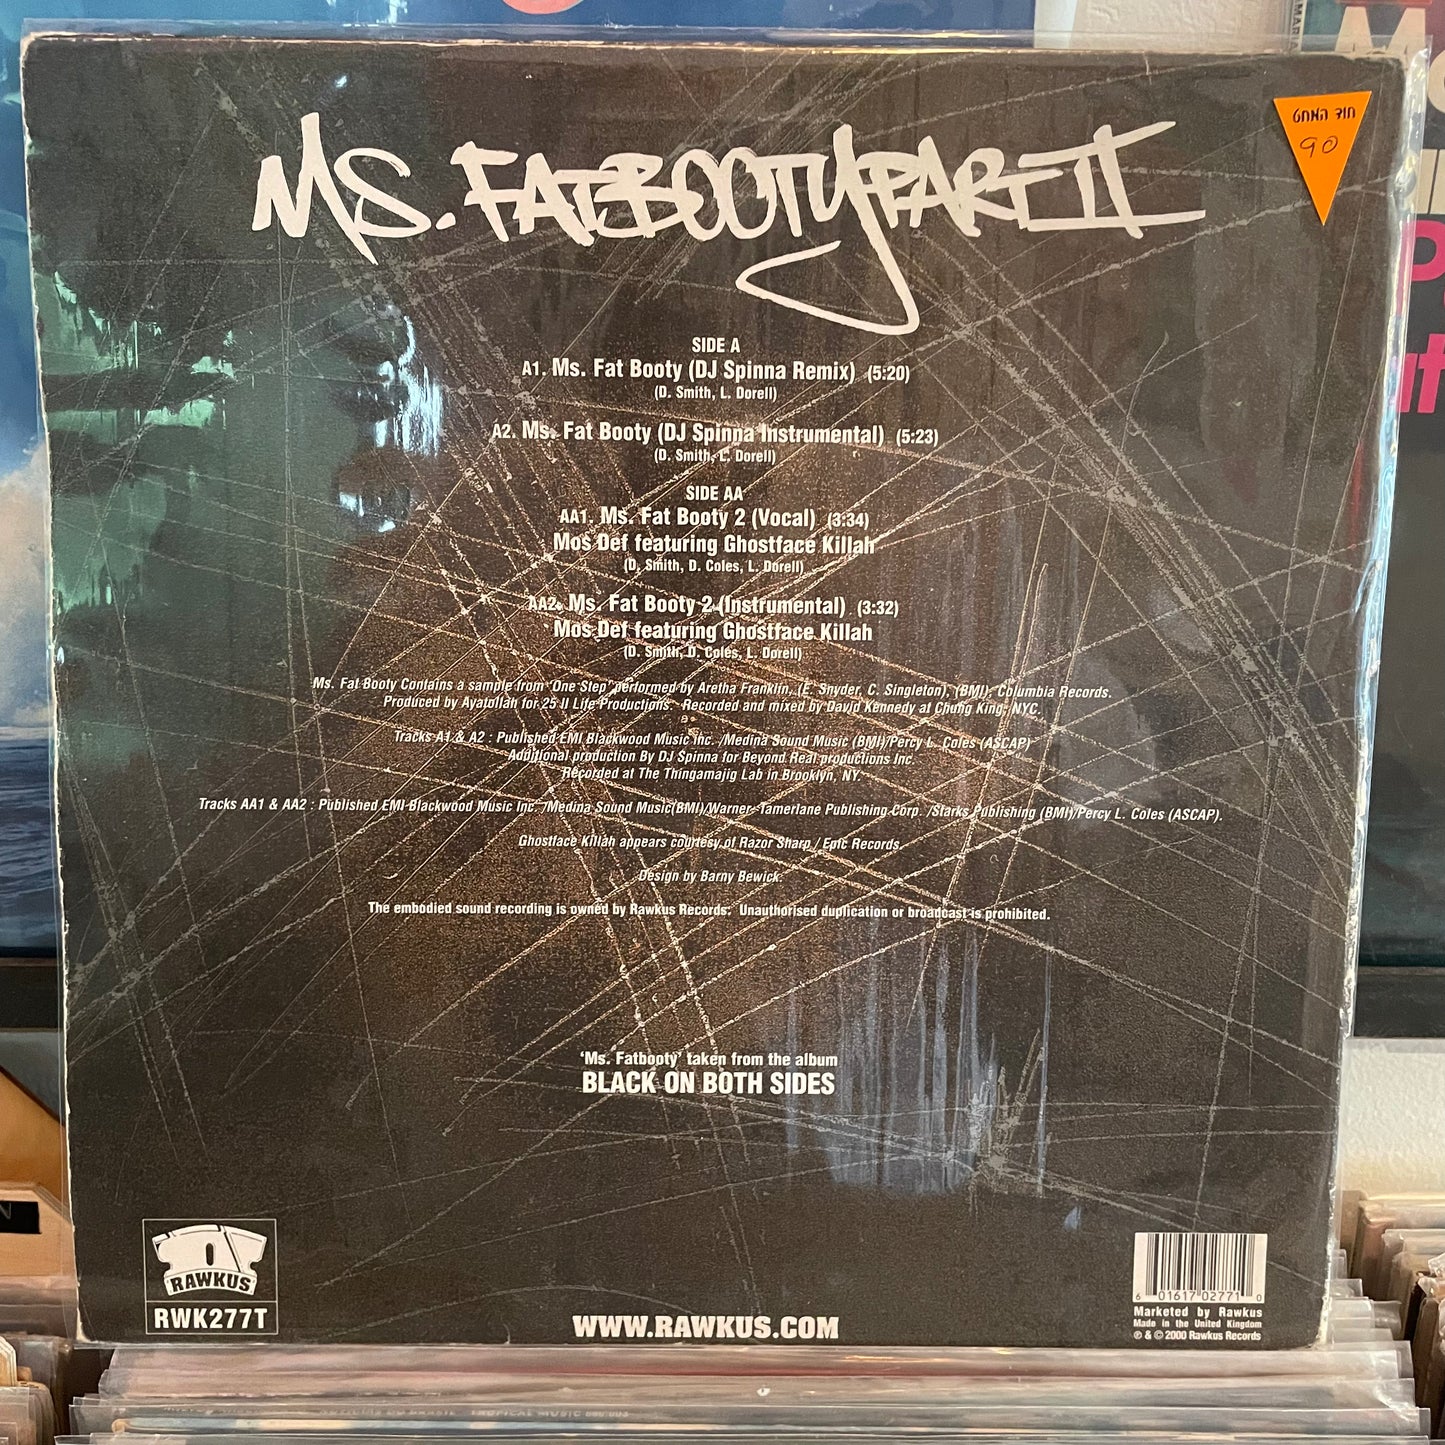 MS. FATBOOTY PART II
חוד המחט
90
SIDE A
A1. Ms. Fat Booty (DJ Spinna Remix) (5:20)
(D. Smith, L. Dorell)
A2. Ms. Fat Booty (DJ Spinna Instrumental) (5:23)
(D. Smith, L. Dorell)
SIDE AA
AA1. Ms. Fat Booty 2 (Vocal) (3:34)
Mos Def featuring Ghostface Killah
(D. Smith, D. Coles, L. Dorell)
AA2. Ms. Fat Booty 2 (Instrumental) (3:32)
Mos Def featuring Ghostface Killah
(D. Smith, D. Coles, L. Dorell)
Ms. Fat Booty Contains a sample from 'One Step' performed by Aretha Franklin, (E. Snyder, C. Singleton), (BMI), Columbia Records.
Produced by Ayatollah for 25 II Life Productions. Recorded and mixed by David Kennedy at Chung King, NYC.
Tracks A1 & A2 : Published EMI Blackwood Music Inc. /Medina Sound Music (BMI)/Percy L. Coles (ASCAP)
Additional production By DJ Spinna for Beyond Real productions Inc.
Recorded at The Thingamajig Lab in Brooklyn, NY.
Tracks AA1 & AA2 : Published EMI Blackwood Music Inc. /Medina Sound Music(BMI)/Warner-Tamerlane Publishing Corp. /Starks Publishing (BMI)/Percy L. Coles (ASCAP).
Ghostface Killah appears courtesy of Razor Sharp / Epic Records.
Design by Barny Bewick.
The embodied sound recording is owned by Rawkus Records. Unauthorised duplication or broadcast is prohibited.
'Ms. Fatbooty' taken from the album
BLACK ON BOTH SIDES
RAWKUS
RWK277T
WWW.RAWKUS.COM
6 01617 02771 0
Marketed by Rawkus
Made in the United Kingdom
℗ & © 2000 Rawkus Records